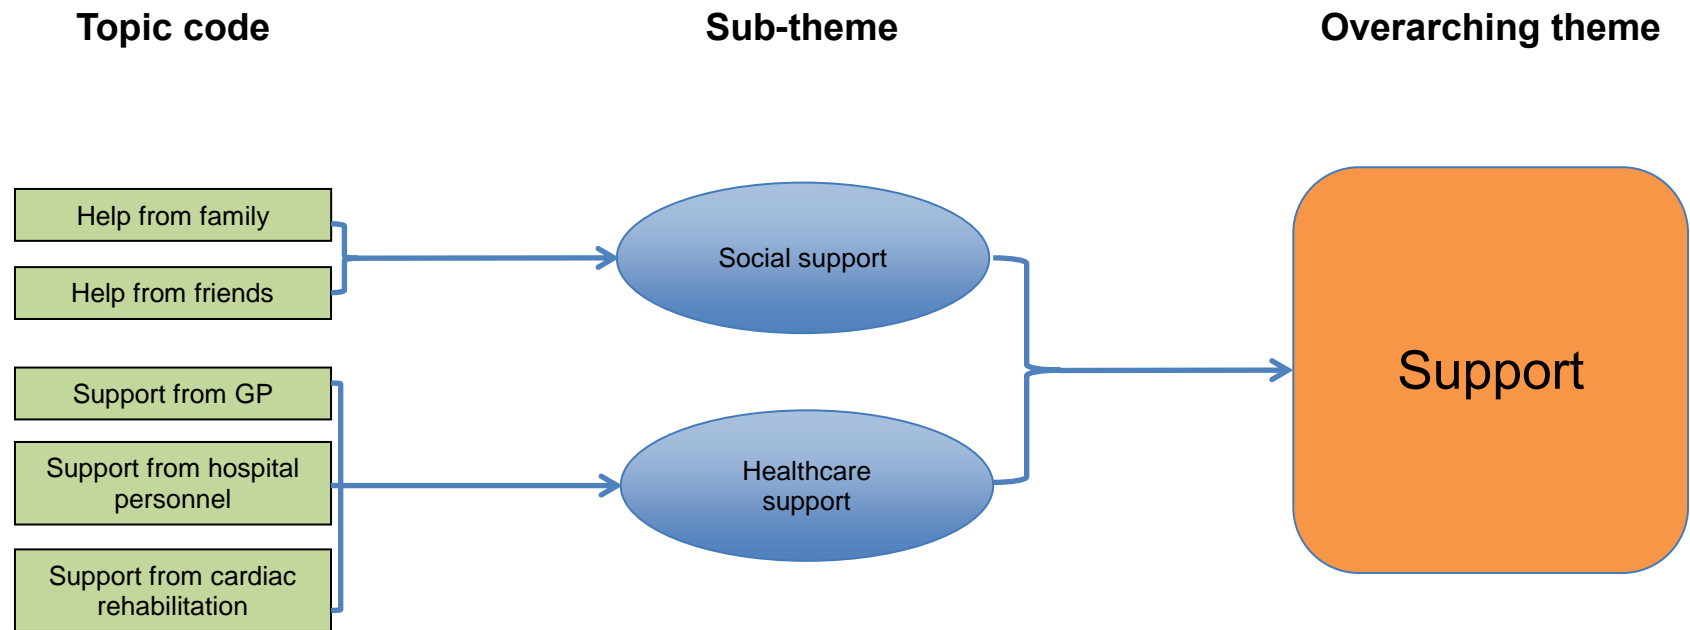 Topic code
Sub-theme
Overarching theme
Help from family
Help from friends
Social support
Support from GP
Support from hospital
personnel
Healthcare
support
Support from cardiac
rehabilitation
Support